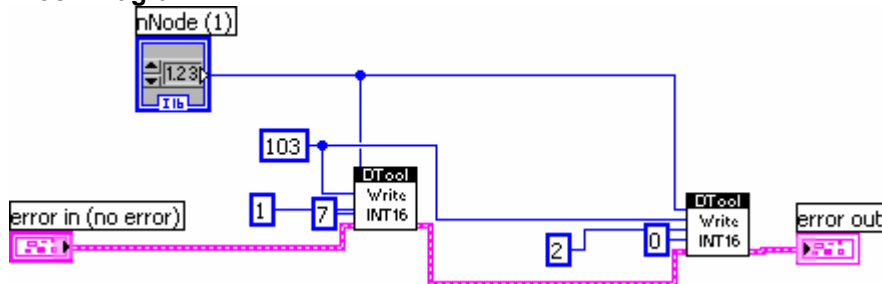 nNode (1)
1.23
I16
103
DTool
Write
INT16
1
7
error in (no error)
DTool
Write
INT16
2
0
error out